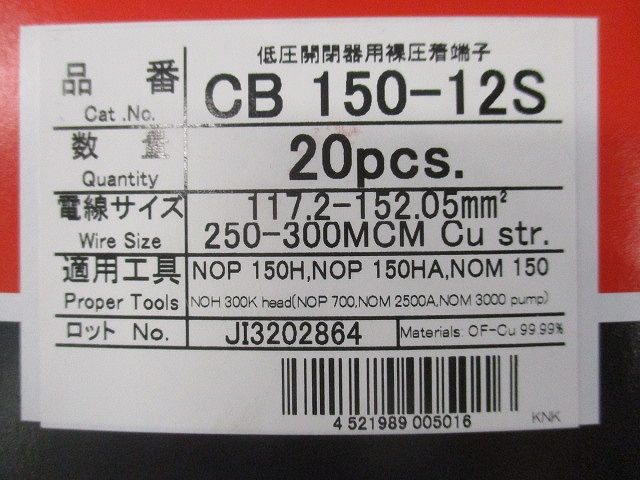 低圧開閉器用裸圧着端子
品番 CB 150-12S
Cat .No.
数量 20pcs.
Quantity
電線サイズ 117.2-152.05mm²
Wire Size 250-300MCM Cu str.
適用工具 NOP 150H,NOP 150HA,NOM 150
Proper Tools NOH 300K head(NOP 700,NOM 2500A,NOM 3000 pump)
ロット No. JI3202864 Materials: OF-Cu 99.99%
4 521989 005016
KNK